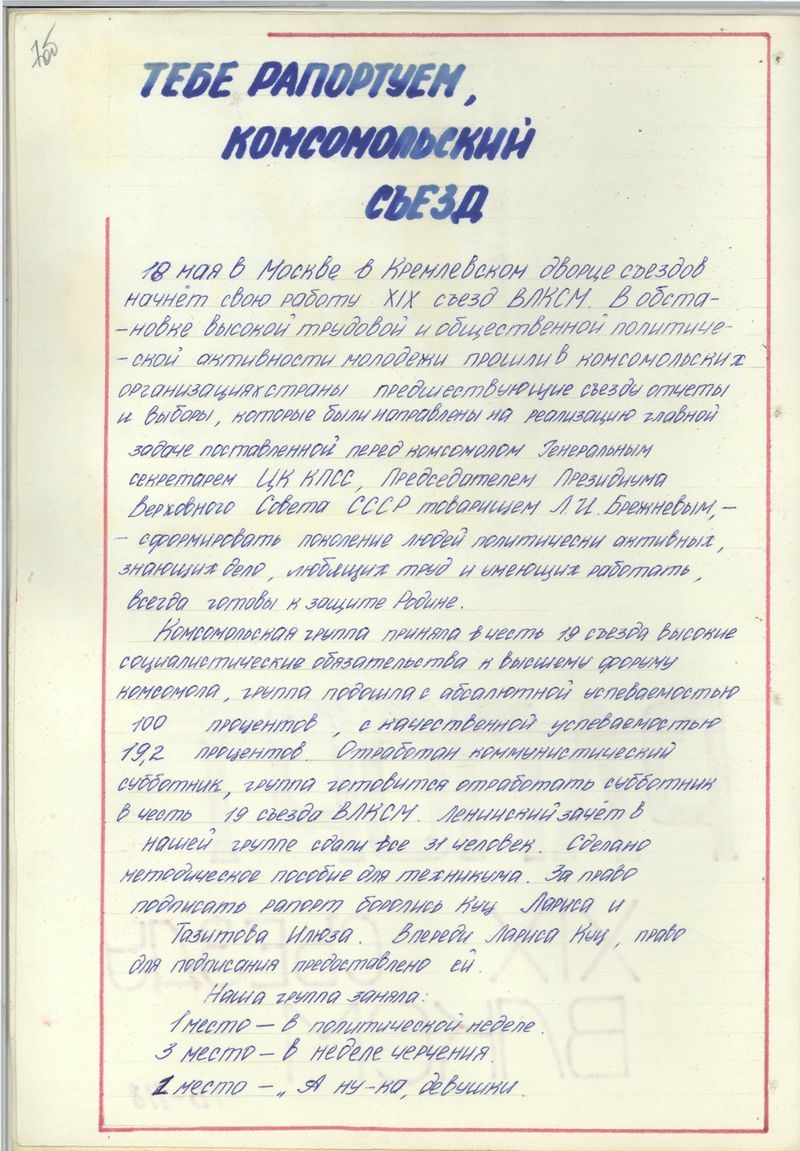 ТЕБЕ РАПОРТУЕМ,
КОМСОМОЛЬСКИЙ
СЪЕЗД
18 мая в Москве в Кремлевском дворце съездов
начнёт свою работу XIX съезд ВЛКСМ. В обста-
-новке высокой трудовой и общественной политиче-
-ской активности молодежи прошли в комсомольских
организациях страны предшествующие съезду отчеты
и выборы, которые были направлены на реализацию главной
задаче поставленной перед комсомолом Генеральным
секретарем ЦК КПСС, Председателем Президиума
Верховного Совета СССР товарищем Л.И. Брежневым, -
- сформировать поколение людей политически активных,
знающих дело, любящих труд и умеющих работать,
всегда готовы к защите Родине.
Комсомольская группа приняла в честь 19 съезда высокие
социалистические обязательства к высшему форуму
комсомола, группа подошла с абсалютной успеваемостью
100 процентов, с качественной успеваемостью
19,2 процентов. Отработан коммунистический
субботник, группа готовится отработать субботник
в честь 19 съезда ВЛКСМ. Ленинский зачёт в
нашей группе сдали все 31 человек. Сделано
методическое пособие для техникума. За право
подписать рапорт боролись Куц Лариса и
Тазитова Илюза. Впереди Лариса Куц, право
для подписания предоставлено ей.
Наша группа заняла:
1 место - в политической неделе.
3 место - в неделе черчения.
2 место - „А ну-ка, девушки.